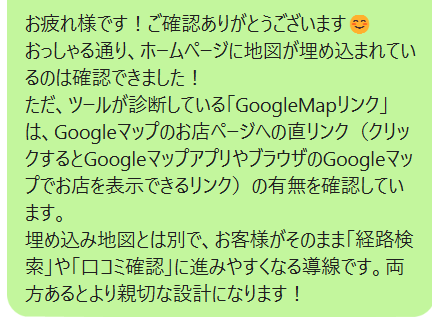 お疲れ様です！ご確認ありがとうございます😊
おっしゃる通り、ホームページに地図が埋め込まれてい
るのは確認できました！
ただ、ツールが診断している「GoogleMapリンク」
は、Googleマップのお店ページへの直リンク（クリッ
クするとGoogleマップアプリやブラウザのGoogleマッ
プでお店を表示できるリンク）の有無を確認してい
ます。
埋め込み地図とは別で、お客様がそのまま「経路検
索」や「口コミ確認」に進みやすくなる導線です。両
方あるとより親切な設計になります！